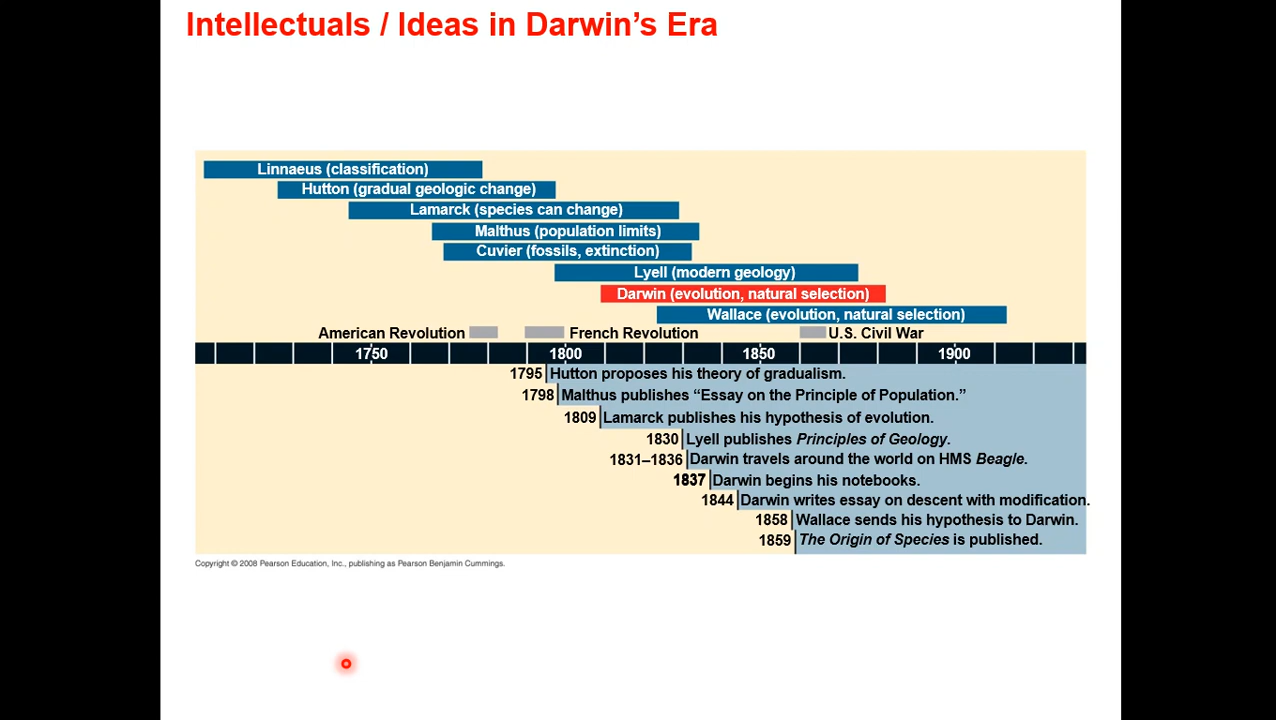 Intellectuals / Ideas in Darwin’s Era
Linnaeus (classification)
Hutton (gradual geologic change)
Lamarck (species can change)
Malthus (population limits)
Cuvier (fossils, extinction)
Lyell (modern geology)
Darwin (evolution, natural selection)
Wallace (evolution, natural selection)
American Revolution French Revolution U.S. Civil War
1750 1800 1850 1900
1795 Hutton proposes his theory of gradualism.
1798 Malthus publishes “Essay on the Principle of Population.”
1809 Lamarck publishes his hypothesis of evolution.
1830 Lyell publishes Principles of Geology.
1831–1836 Darwin travels around the world on HMS Beagle.
1837 Darwin begins his notebooks.
1844 Darwin writes essay on descent with modification.
1858 Wallace sends his hypothesis to Darwin.
1859 The Origin of Species is published.
Copyright © 2008 Pearson Education, Inc., publishing as Pearson Benjamin Cummings.